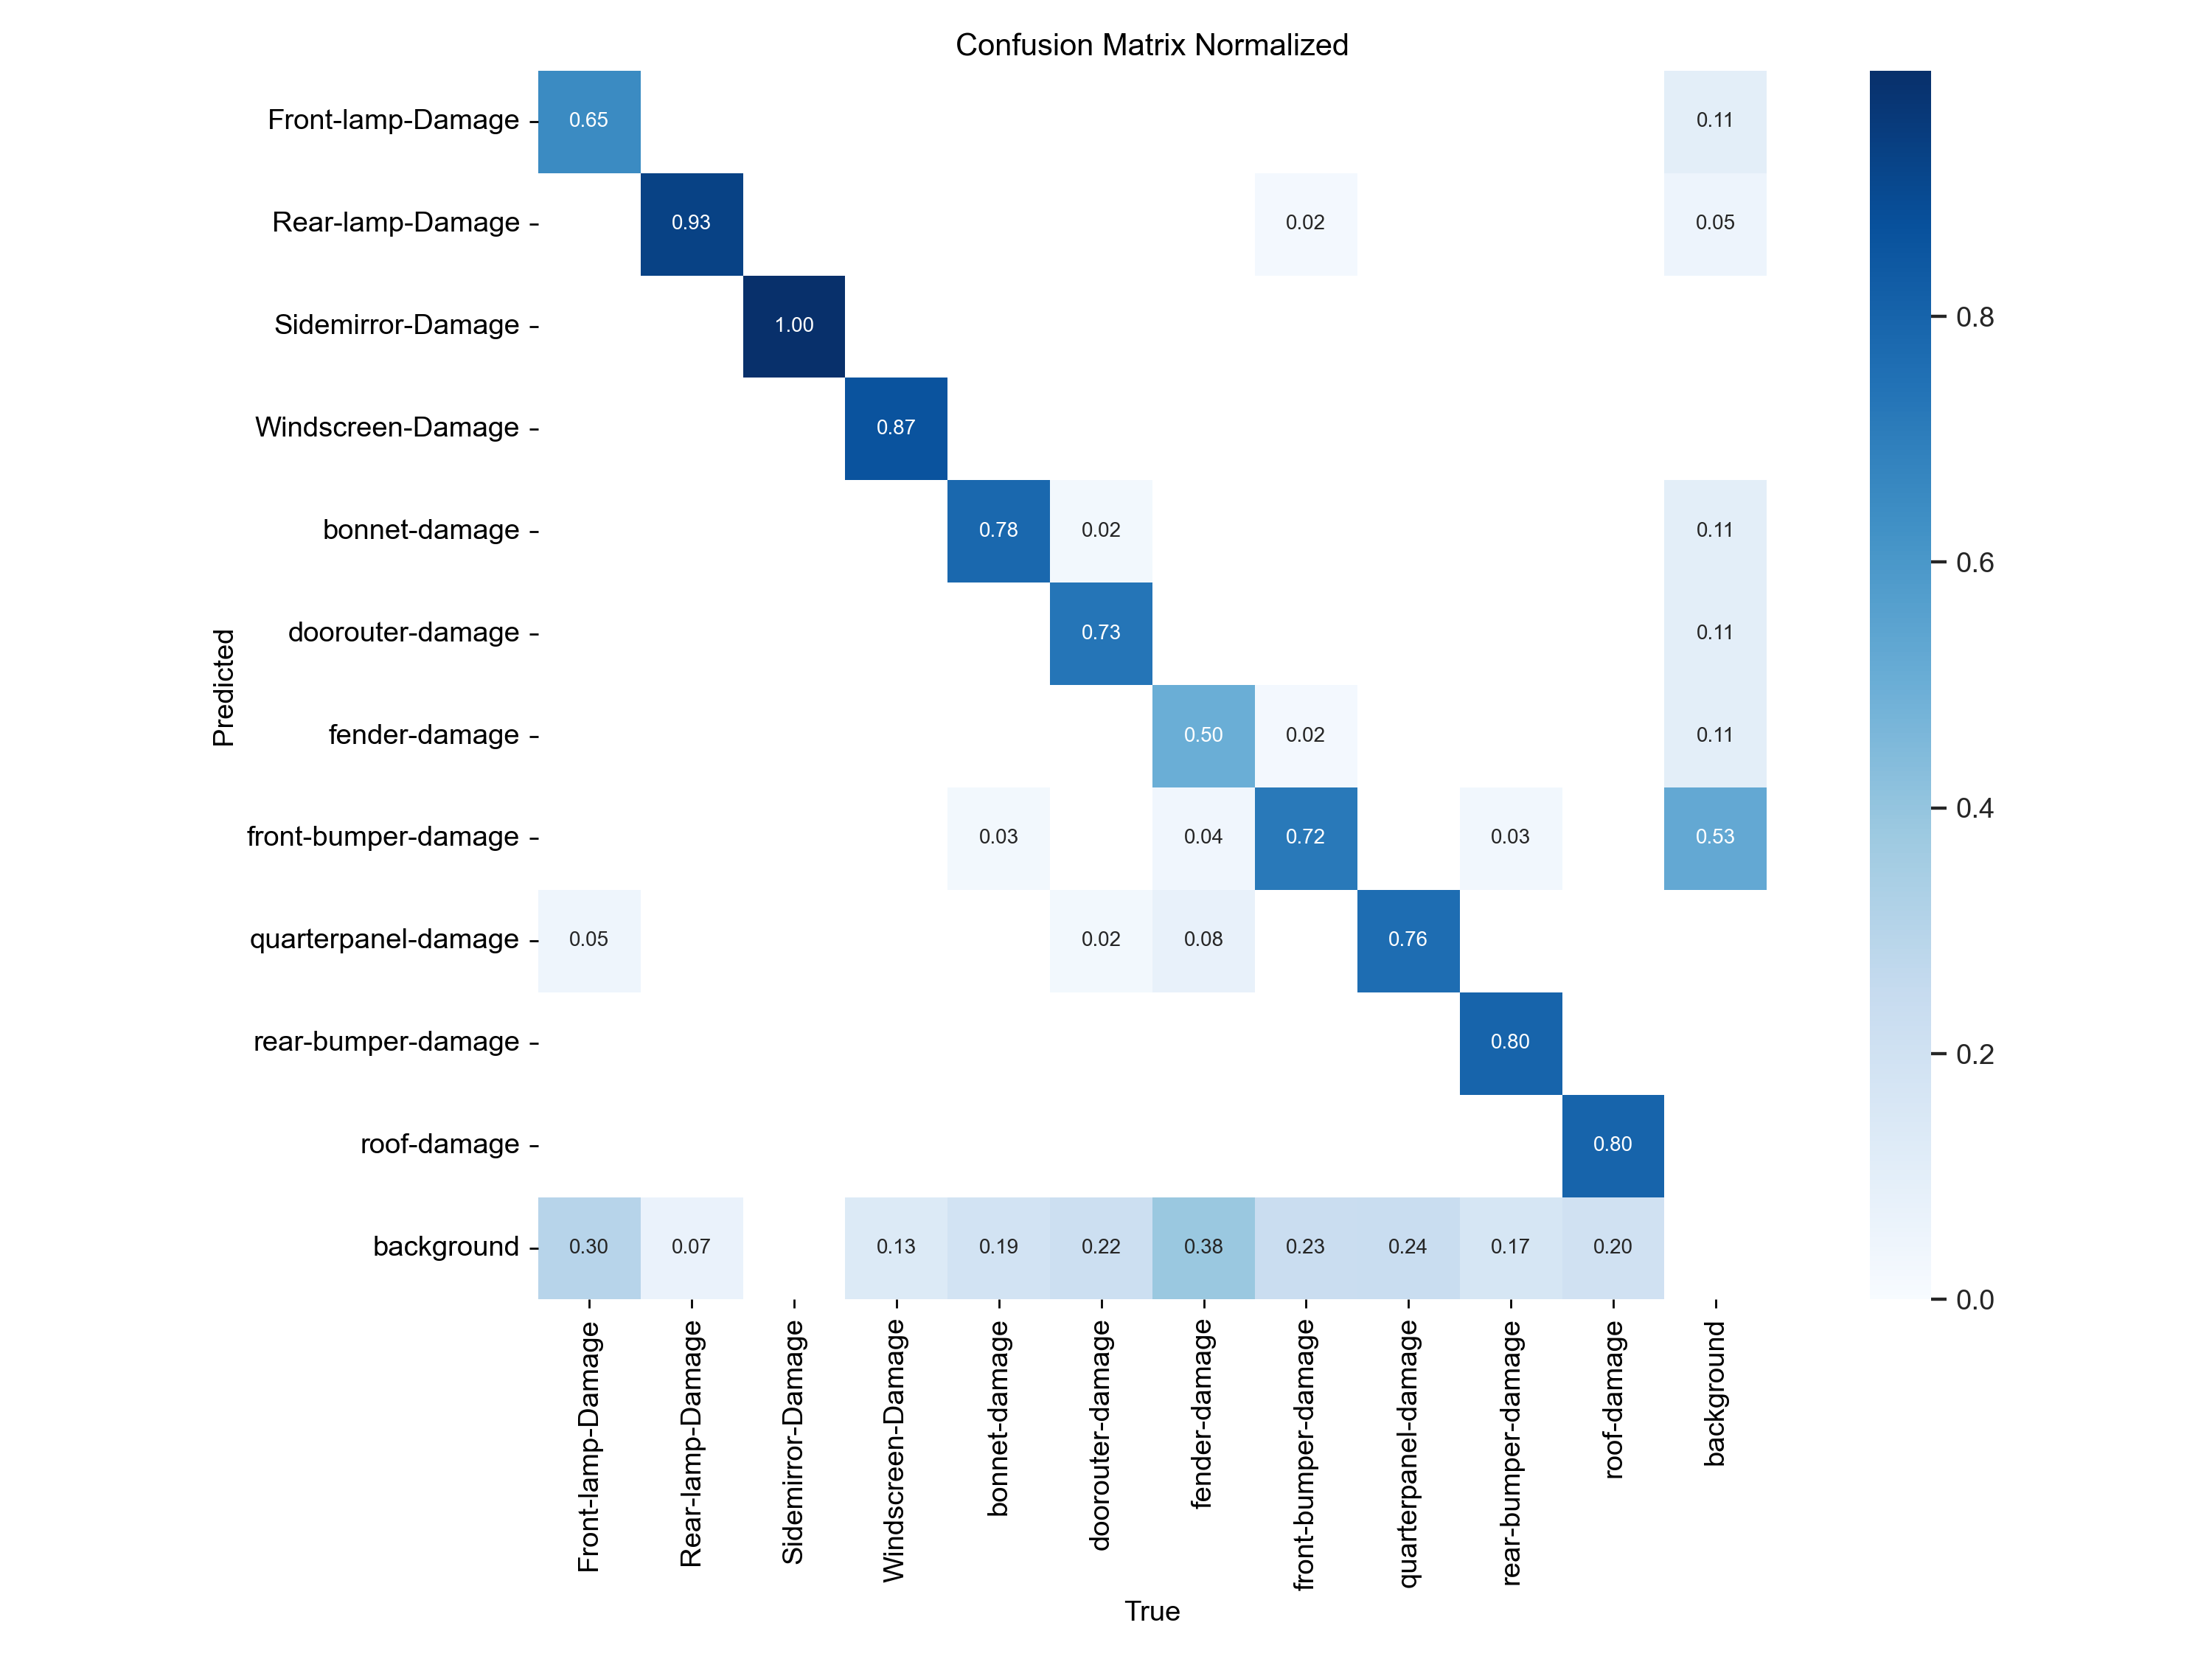 Confusion Matrix Normalized
Front-lamp-Damage
0.65
0.11
Rear-lamp-Damage
0.93
0.02
0.05
Sidemirror-Damage
1.00
Windscreen-Damage
0.87
bonnet-damage
0.78
0.02
0.11
doorouter-damage
0.73
0.11
fender-damage
0.50
0.02
0.11
front-bumper-damage
0.03
0.04
0.72
0.03
0.53
quarterpanel-damage
0.05
0.02
0.08
0.76
rear-bumper-damage
0.80
roof-damage
0.80
background
0.30
0.07
0.13
0.19
0.22
0.38
0.23
0.24
0.17
0.20
Predicted
Front-lamp-Damage
Rear-lamp-Damage
Sidemirror-Damage
Windscreen-Damage
bonnet-damage
doorouter-damage
fender-damage
front-bumper-damage
quarterpanel-damage
rear-bumper-damage
roof-damage
background
True
0.8
0.6
0.4
0.2
0.0